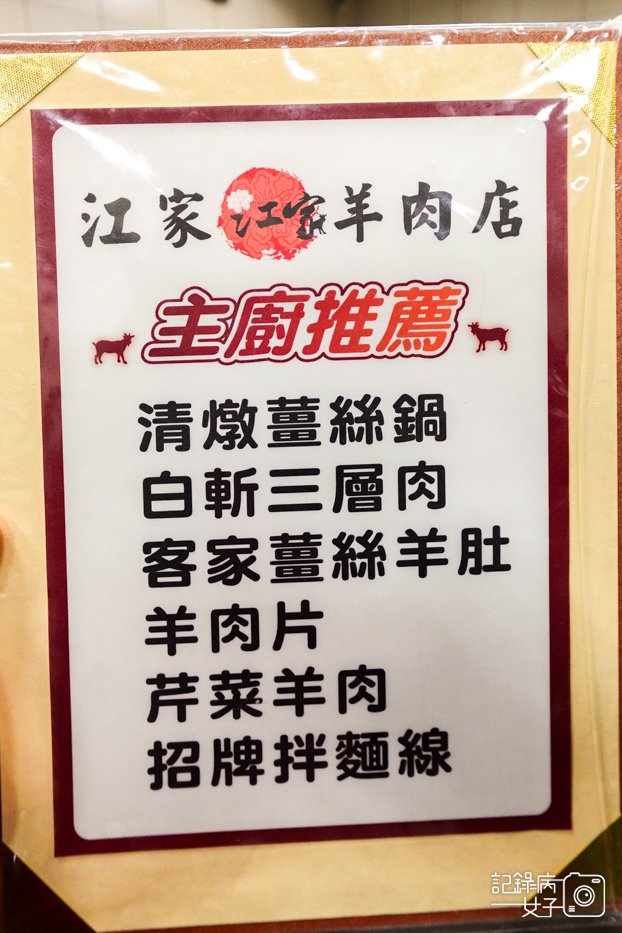 江家江家羊肉店
主廚推薦
清燉薑絲鍋
白斬三層肉
客家薑絲羊肚
羊肉片
芹菜羊肉
招牌拌麵線
記錄病
女子